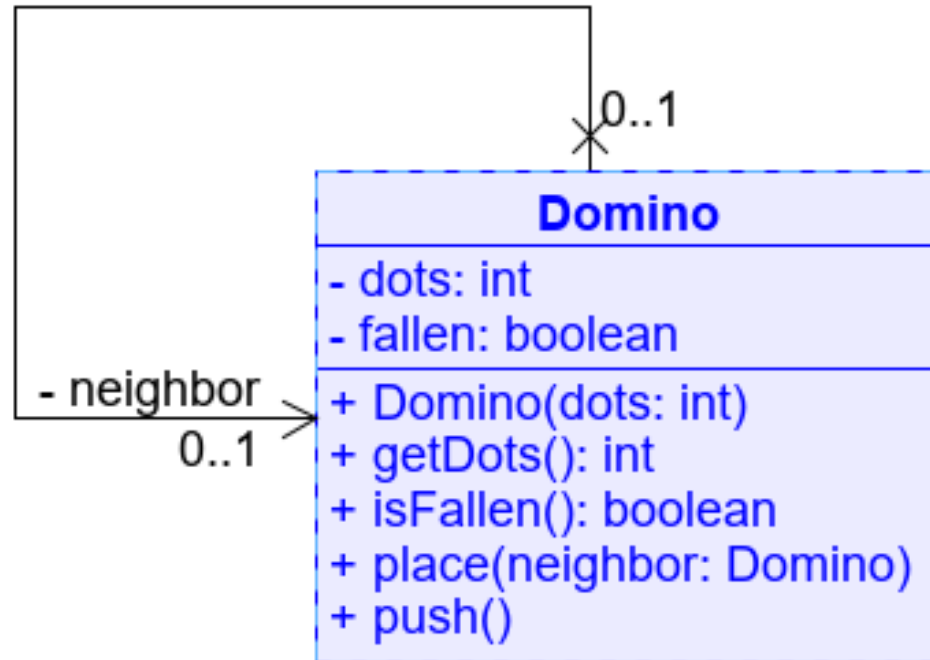 0..1
Domino
- dots: int
- fallen: boolean
- neighbor
0..1
+ Domino(dots: int)
+ getDots(): int
+ isFallen(): boolean
+ place(neighbor: Domino)
+ push()